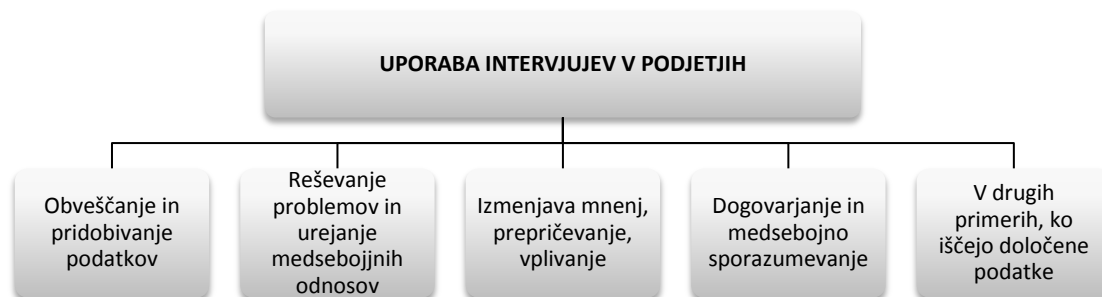 UPORABA INTERVJUJEV V PODJETJIH
Obveščanje in
pridobivanje
podatkov
Reševanje
problemov in
urejanje
medsebojjnih
odnosov
Izmenjava mnenj,
prepričevanje,
vplivanje
Dogovarjanje in
medsebojno
sporazumevanje
V drugih
primerih, ko
iščejo določene
podatke